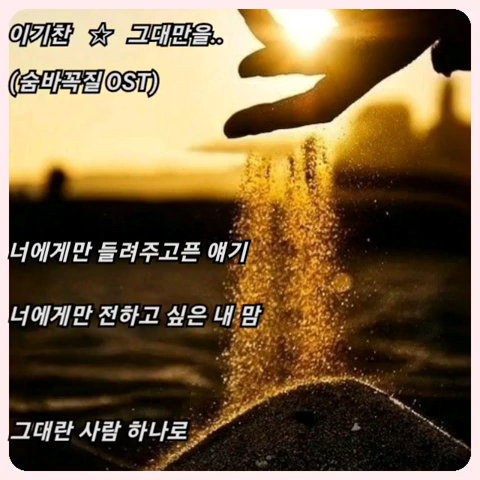 이기찬 ☆ 그대만을..
(숨바꼭질 OST)
너에게만 들려주고픈 얘기
너에게만 전하고 싶은 내 맘
그대란 사람 하나로